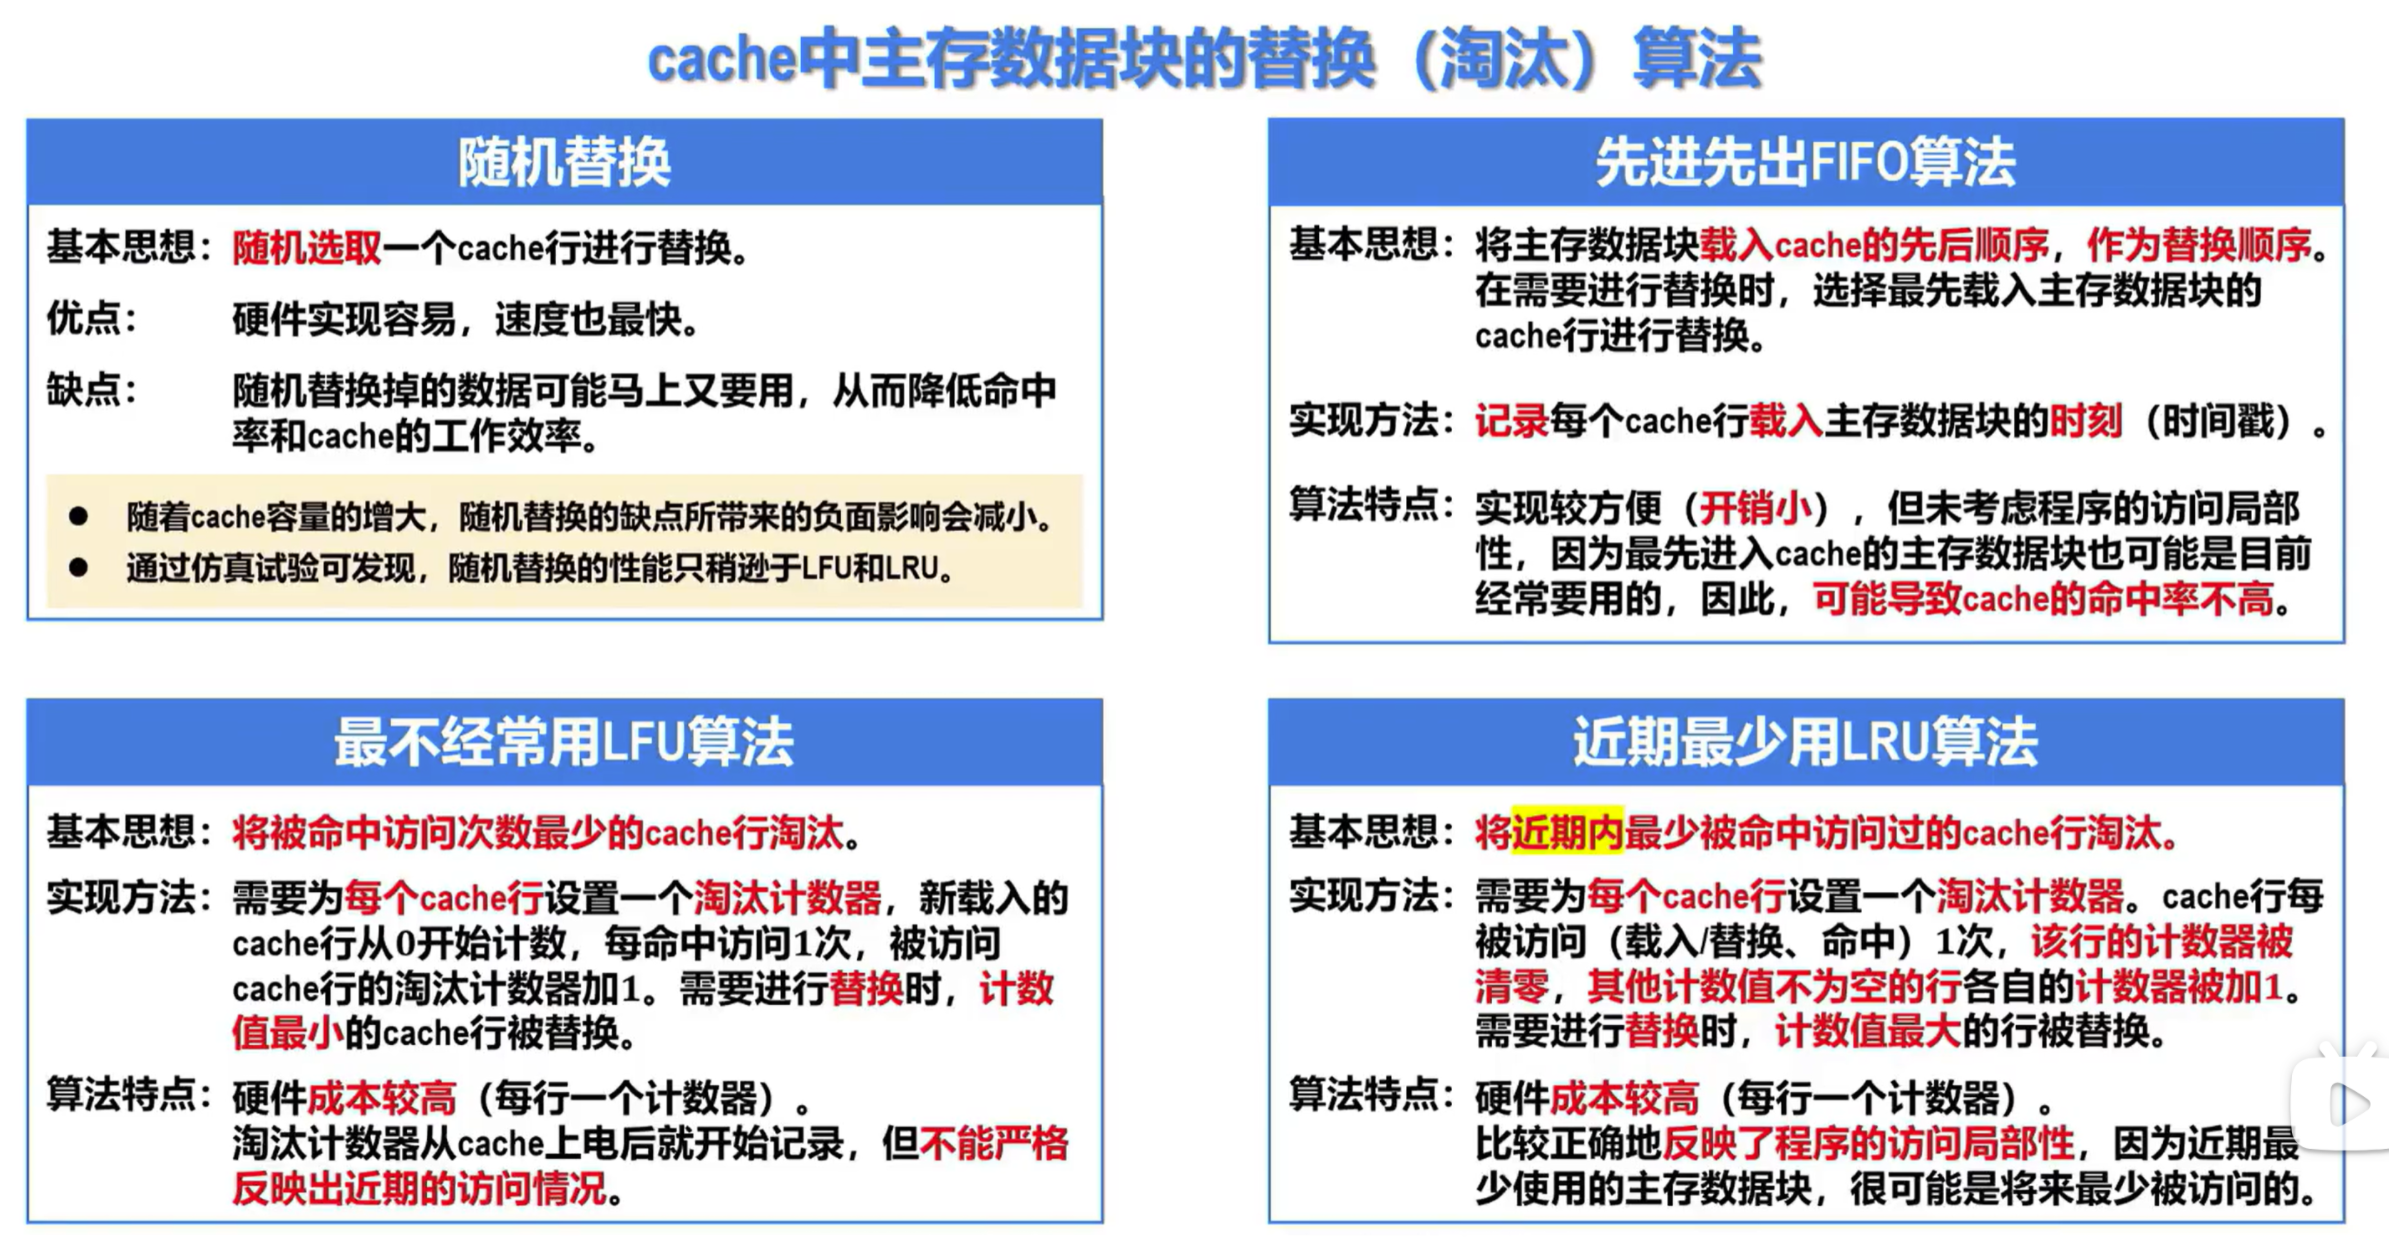 cache中主存数据块的替换（淘汰）算法
随机替换
基本思想：随机选取一个cache行进行替换。
优点：硬件实现容易，速度也最快。
缺点：随机替换掉的数据可能马上又要用，从而降低命中
率和cache的工作效率。
● 随着cache容量的增大，随机替换的缺点所带来的负面影响会减小。
● 通过仿真试验可发现，随机替换的性能只稍逊于LFU和LRU。
先进先出FIFO算法
基本思想：将主存数据块载入cache的先后顺序，作为替换顺序。
在需要进行替换时，选择最先载入主存数据块的
cache行进行替换。
实现方法：记录每个cache行载入主存数据块的时刻（时间戳）。
算法特点：实现较方便（开销小），但未考虑程序的访问局部
性，因为最先进入cache的主存数据块也可能是目前
经常要用的，因此，可能导致cache的命中率不高。
最不经常用LFU算法
基本思想：将被命中访问次数最少的cache行淘汰。
实现方法：需要为每个cache行设置一个淘汰计数器，新载入的
cache行从0开始计数，每命中访问1次，被访问
cache行的淘汰计数器加1。需要进行替换时，计数
值最小的cache行被替换。
算法特点：硬件成本较高（每行一个计数器）。
淘汰计数器从cache上电后就开始记录，但不能严格
反映出近期的访问情况。
近期最少用LRU算法
基本思想：将近期内最少被命中访问过的cache行淘汰。
实现方法：需要为每个cache行设置一个淘汰计数器。cache行每
被访问（载入/替换、命中）1次，该行的计数器被
清零，其他计数值不为空的行各自的计数器被加1。
需要进行替换时，计数值最大的行被替换。
算法特点：硬件成本较高（每行一个计数器）。
比较正确地反映了程序的访问局部性，因为近期最
少使用的主存数据块，很可能是将来最少被访问的。